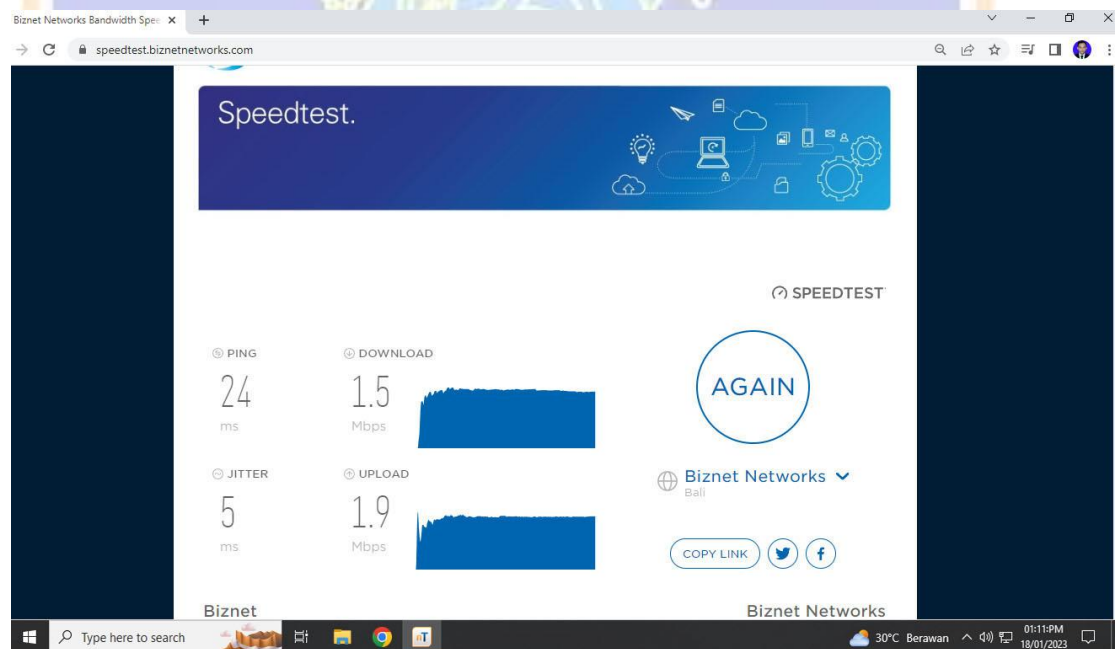 Biznet Networks Bandwidth Spee
speedtest.biznetnetworks.com
Speedtest.
SPEEDTEST
PING
24
ms
DOWNLOAD
1.5
Mbps
AGAIN
JITTER
5
ms
UPLOAD
1.9
Mbps
Biznet Networks
Bali
COPY LINK
Biznet
Biznet Networks
Type here to search
30°C Berawan
01:11PM
18/01/2023